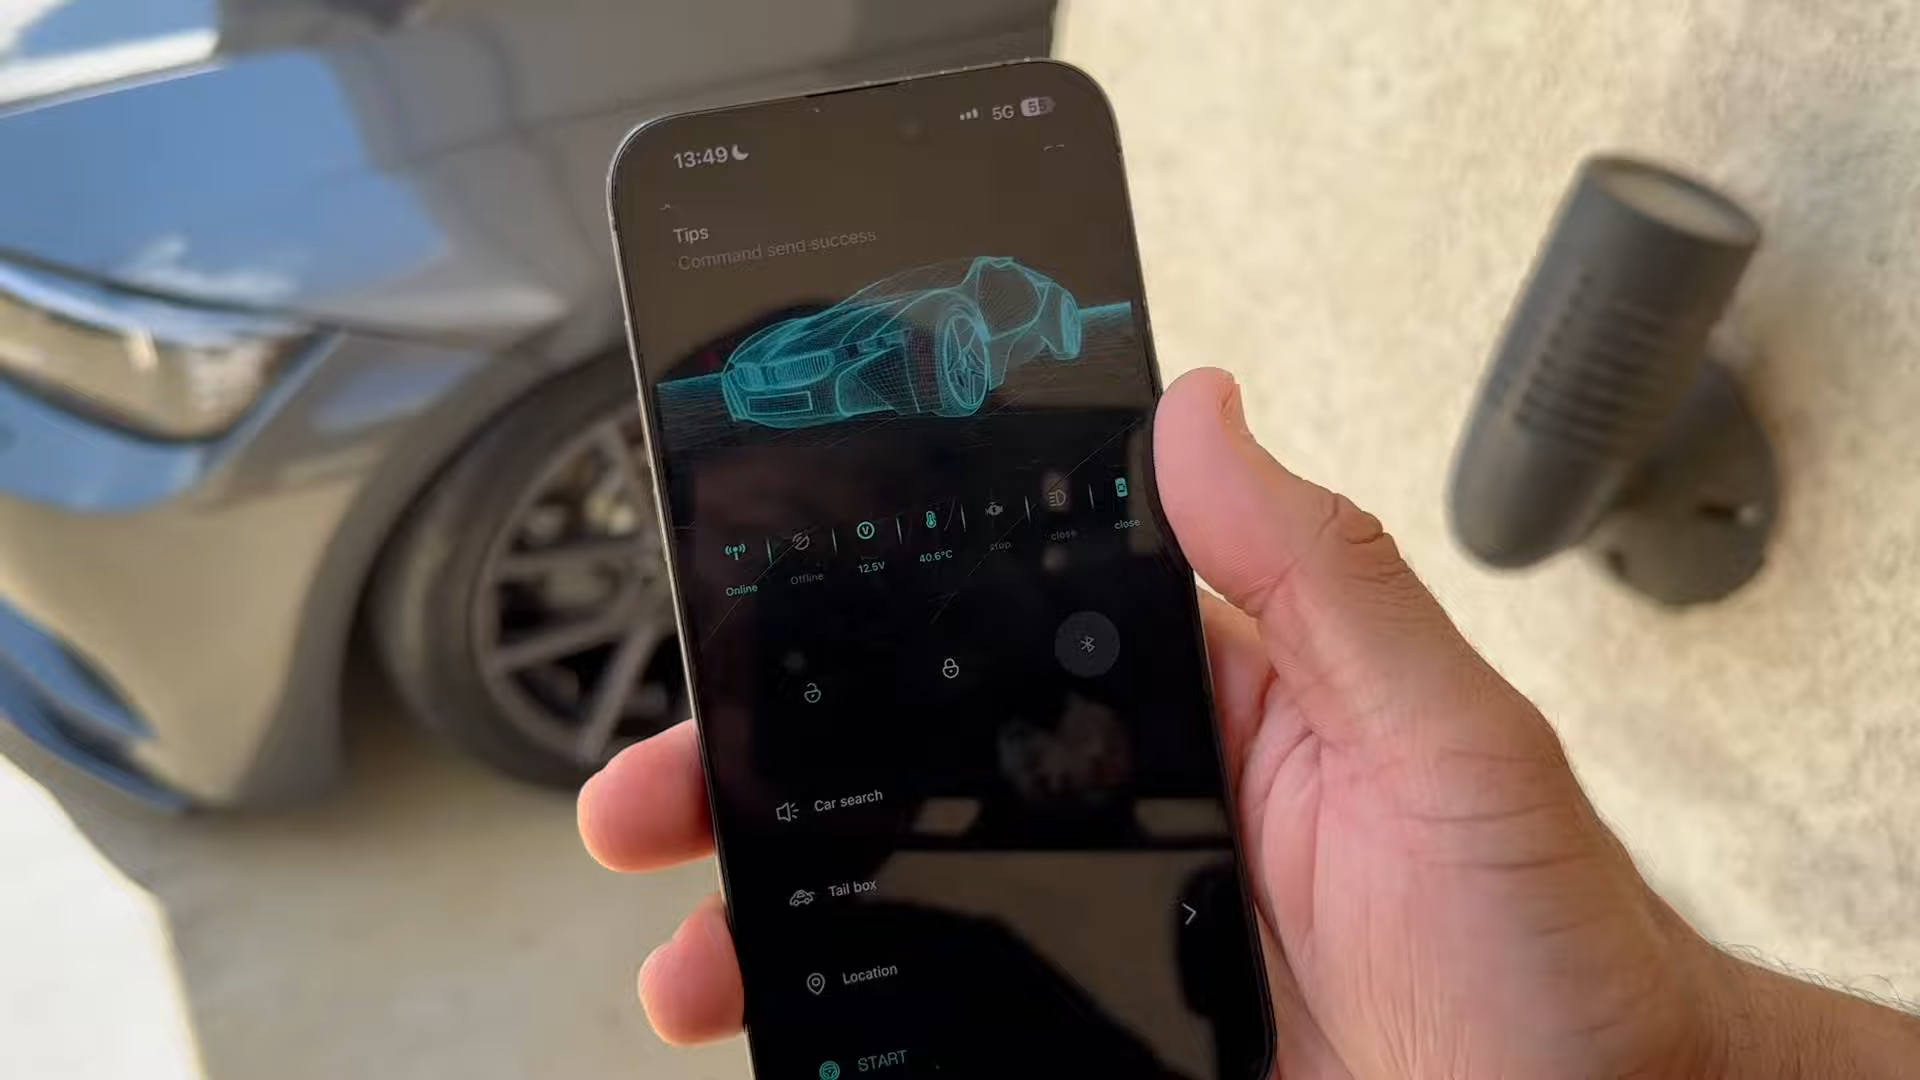 13:49
5G 55
Tips
Command send success
Online
Offline
12.5V
40.6°C
stop
close
close
Car search
Tail box
Location
START